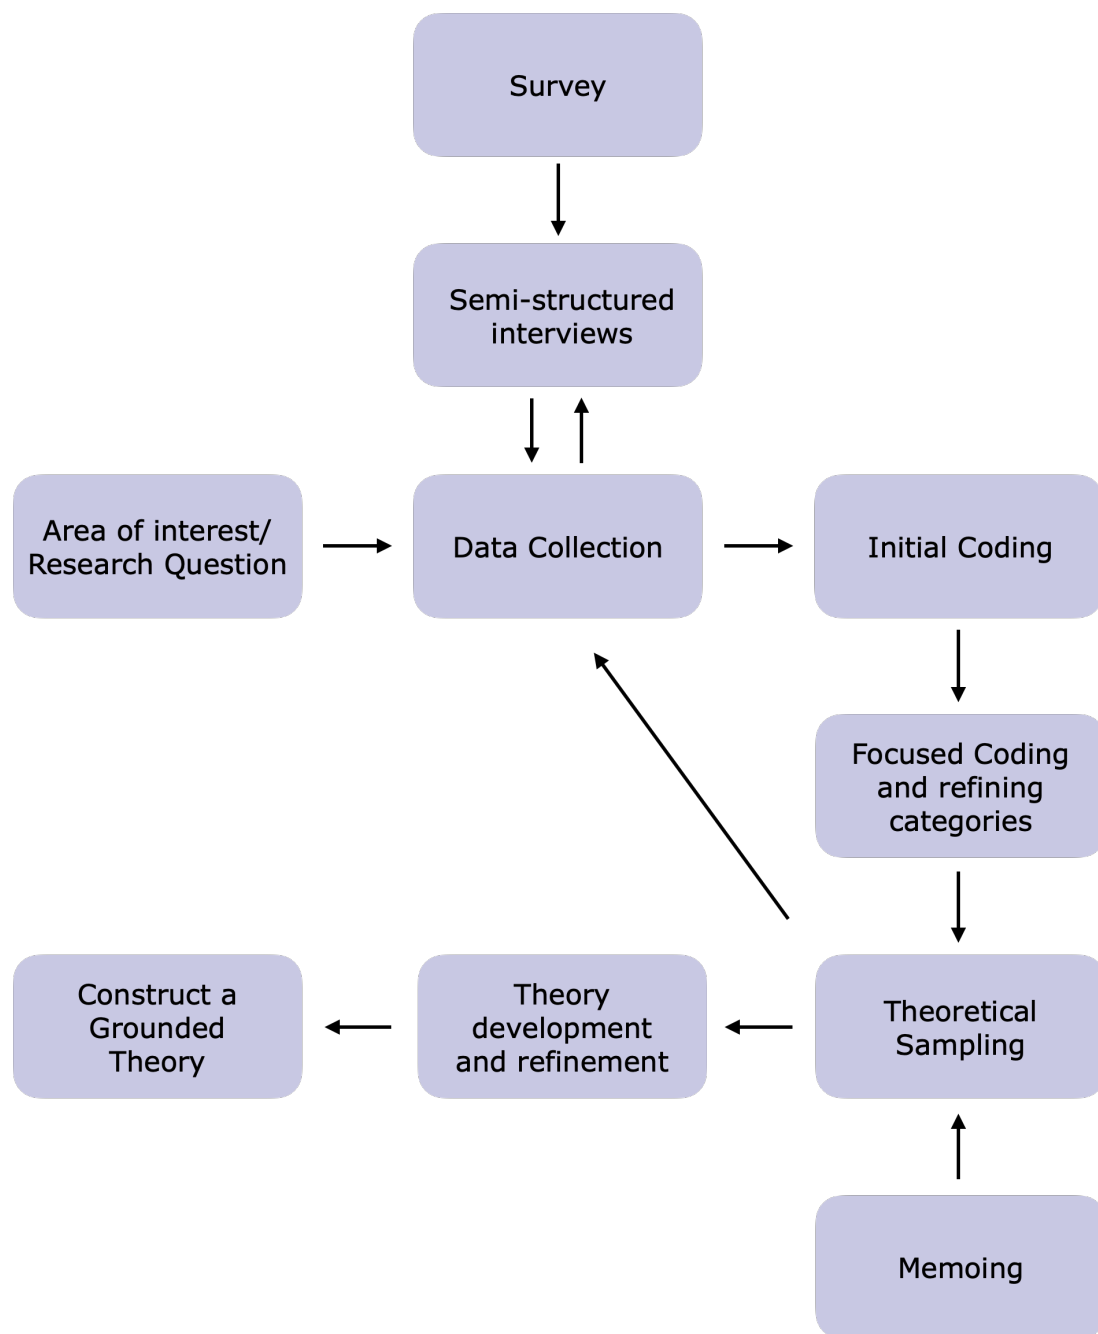 Survey
Semi-structured
interviews
Area of interest/
Research Question
Data Collection
Initial Coding
Focused Coding
and refining
categories
Construct a
Grounded
Theory
Theory
development
and refinement
Theoretical
Sampling
Memoing